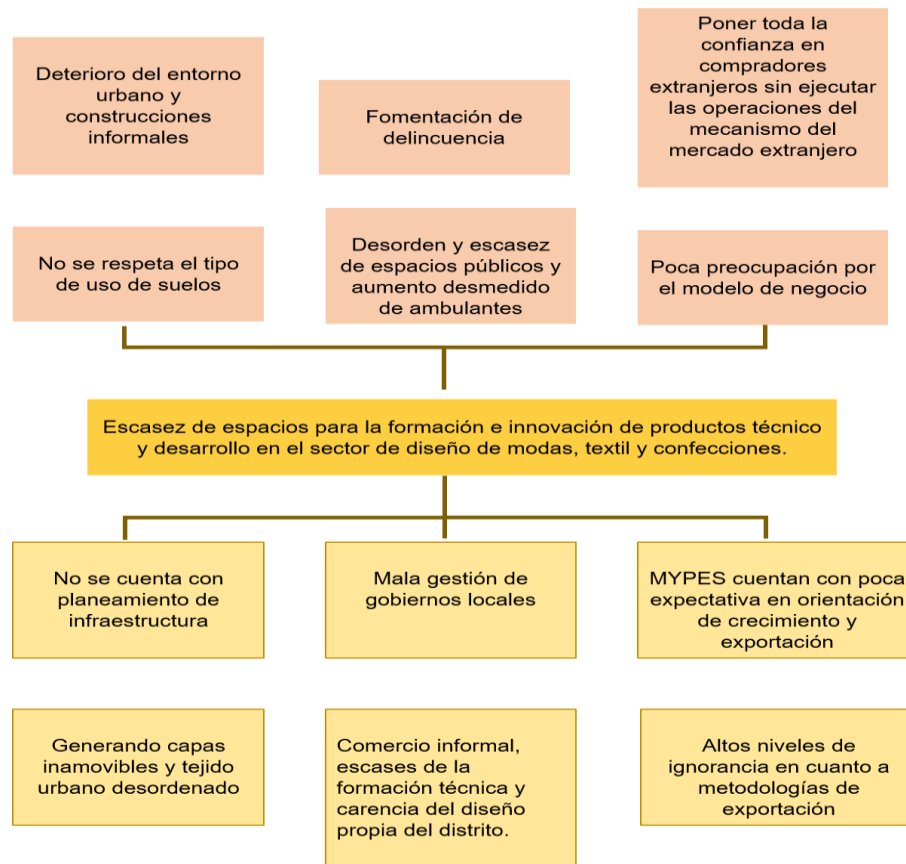 Deterioro del entorno
urbano y
construcciones
informales
Fomentación de
delincuencia
Poner toda la
confianza en
compradores
extranjeros sin ejecutar
las operaciones del
mecanismo del
mercado extranjero
No se respeta el tipo
de uso de suelos
Desorden y escasez
de espacios públicos y
aumento desmedido
de ambulantes
Poca preocupación por
el modelo de negocio
Escasez de espacios para la formación e innovación de productos técnico
y desarrollo en el sector de diseño de modas, textil y confecciones.
No se cuenta con
planeamiento de
infraestructura
Mala gestión de
gobiernos locales
MYPES cuentan con poca
expectativa en orientación
de crecimiento y
exportación
Generando capas
inamovibles y tejido
urbano desordenado
Comercio informal,
escases de la
formación técnica y
carencia del diseño
propia del distrito.
Altos niveles de
ignorancia en cuanto a
metodologías de
exportación